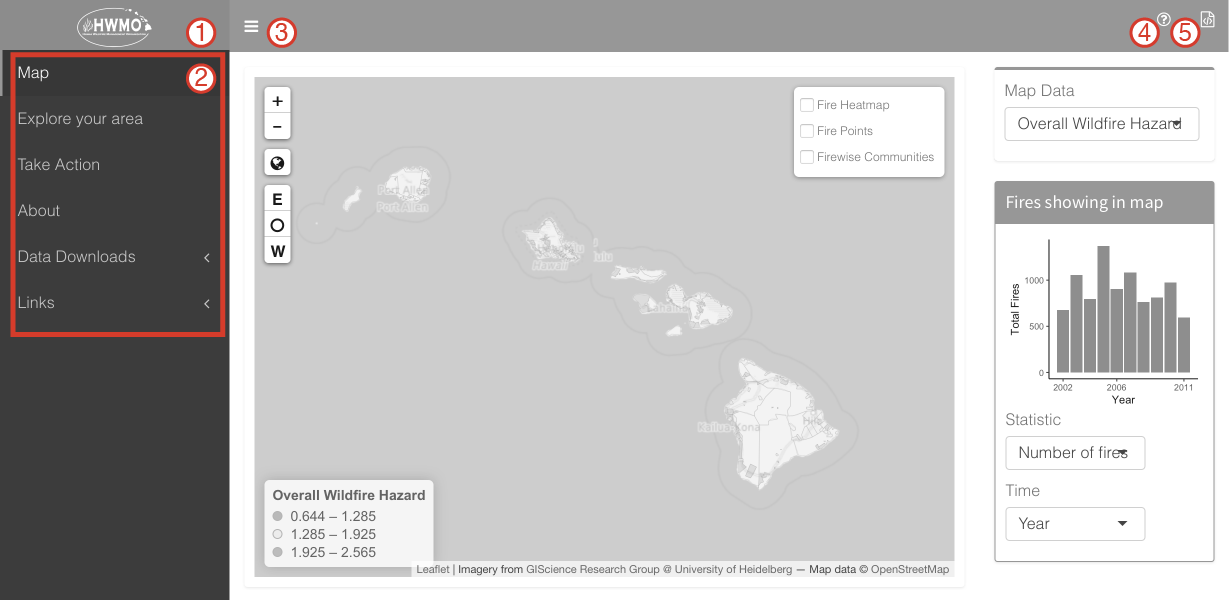 HWMO
1
3
4
?
5
</>
Map
2
Explore your area
Take Action
About
Data Downloads
Links
+
−
E
W
Fire Heatmap
Fire Points
Firewise Communities
Port Allen
Port Allen
Hawaii
Kailua-Kona
Overall Wildfire Hazard
0.644 – 1.285
1.285 – 1.925
1.925 – 2.565
Leaflet | Imagery from GIScience Research Group @ University of Heidelberg — Map data © OpenStreetMap
Map Data
Overall Wildfire Hazard
Fires showing in map
Total Fires
1000
500
0
2002 2006 2011
Year
Statistic
Number of fires
Time
Year